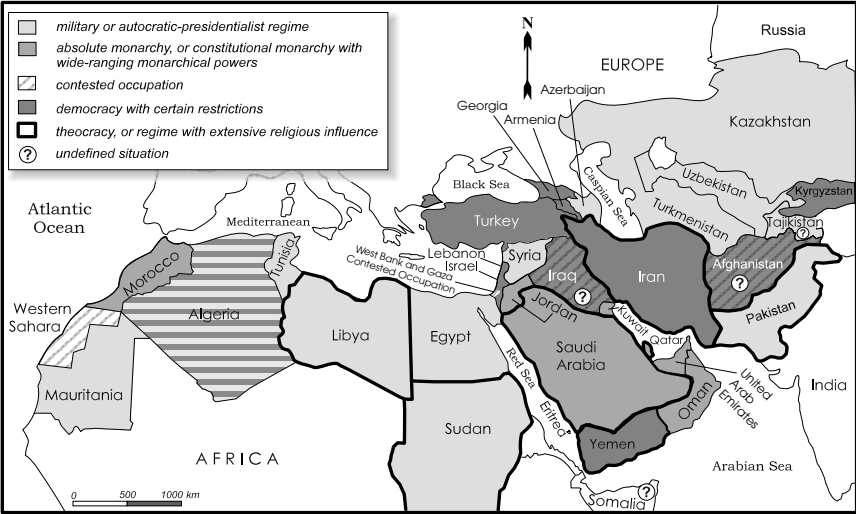 military or autocratic-presidentialist regime
absolute monarchy, or constitutional monarchy with
wide-ranging monarchical powers
contested occupation
democracy with certain restrictions
theocracy, or regime with extensive religious influence
?
undefined situation
N
Russia
EUROPE
Azerbaijan
Georgia
Armenia
Kazakhstan
Black Sea
Caspian Sea
Uzbekistan
Kyrgyzstan
Turkmenistan
Tajikistan
?
Atlantic
Ocean
Mediterranean
Turkey
West Bank and Gaza
Contested Occupation
Lebanon
Israel
Syria
Iraq
?
Iran
Afghanistan
?
Morocco
Tunisia
Western
Sahara
Algeria
Libya
Egypt
Jordan
Kuwait
Pakistan
Qatar
Saudi
Arabia
Red Sea
United
Arab
Emirates
India
Mauritania
Oman
Sudan
Eritrea
Yemen
AFRICA
Arabian Sea
Somalia
?
0 500 1000 km